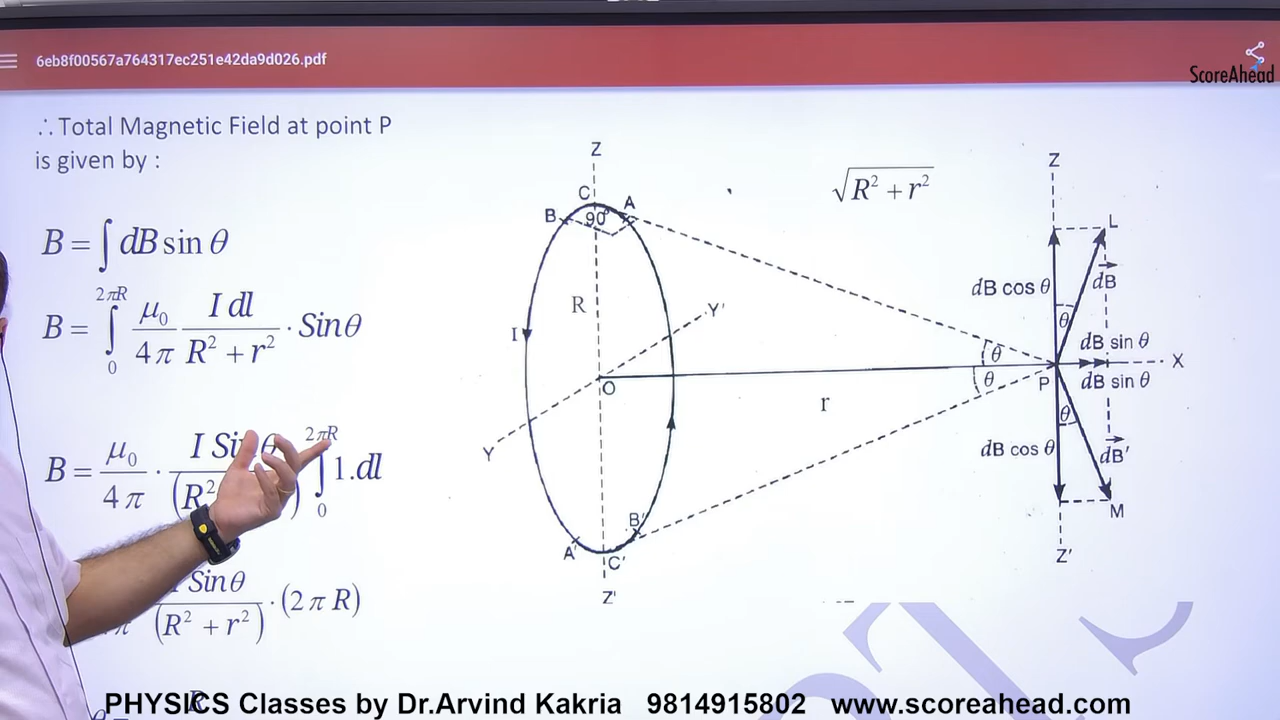 6eb8f00567a764317ec251e42da9d026.pdf
ScoreAhead
∴ Total Magnetic Field at point P
is given by :
B = ∫ dB sin θ
B = ∫₀^{2πR} μ₀/4π I dl/R² + r² · Sinθ
B = μ₀/4π · I Si
∫₀^{2πR} 1.dl
Sinθ/(R² + r²) · (2 π R)
√R² + r²
Z
C
A
B
90°
R
I
Y'
O
Y
r
B'
A'
C'
Z'
Z
L
dB cos θ
dB
θ
θ
dB sin θ
X
θ
P
dB sin θ
θ
dB cos θ
dB'
M
Z'
PHYSICS Classes by Dr.Arvind Kakria 9814915802 www.scoreahead.com